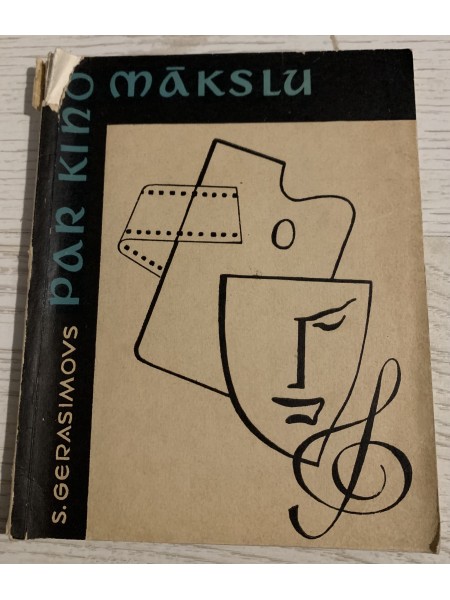 S. GERASIMOVS
PAR KINO
MĀKSLU